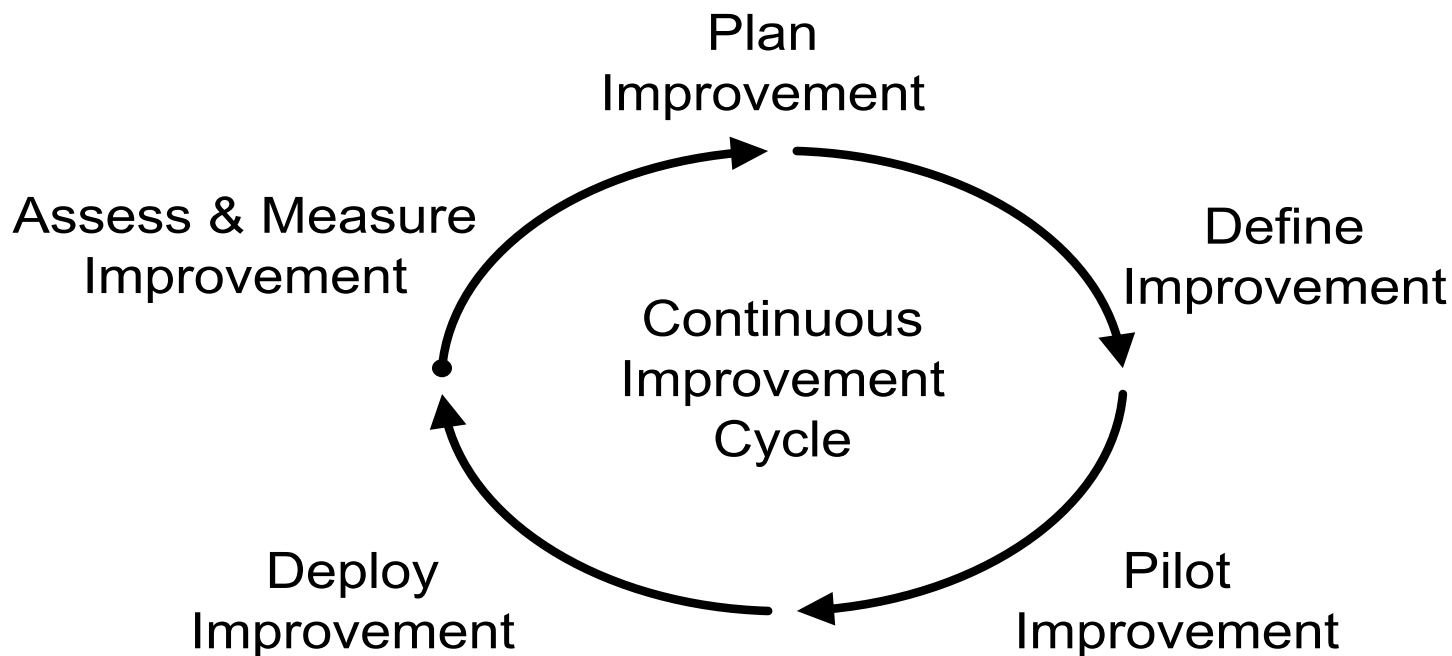 Plan
Improvement
Assess & Measure
Improvement
Define
Improvement
Continuous
Improvement
Cycle
Deploy
Improvement
Pilot
Improvement